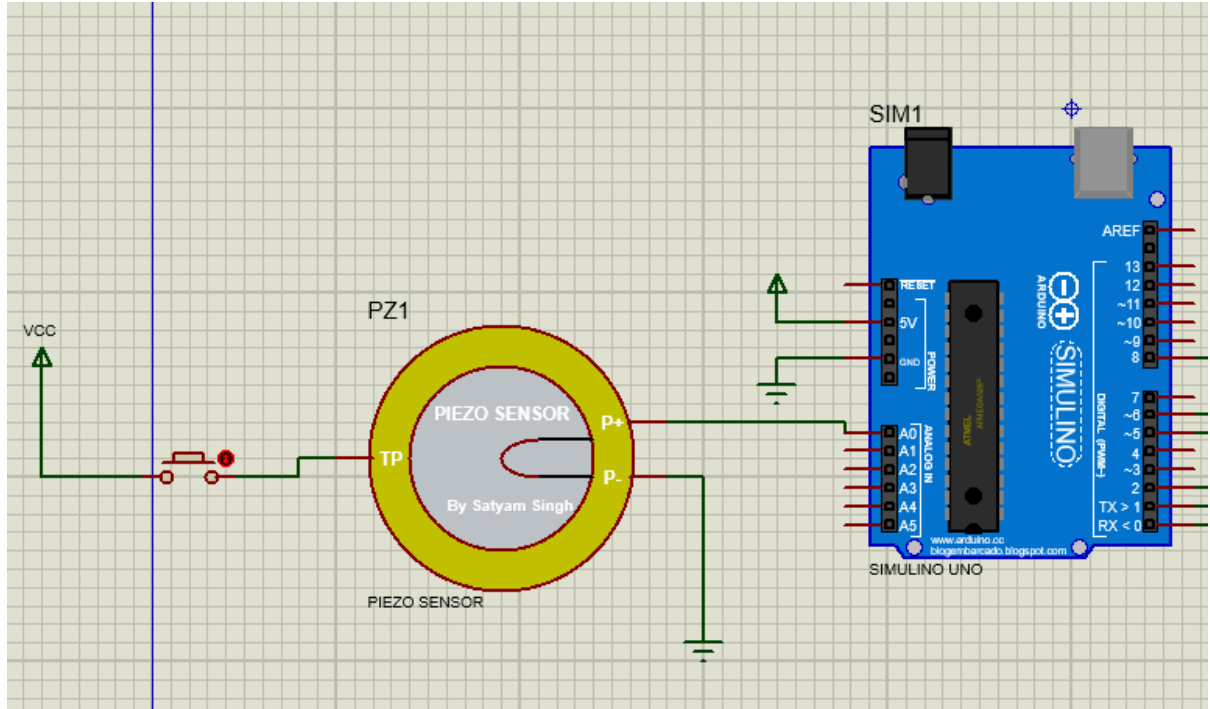 SIM1
AREF
RESET
13
12
~11
~10
~9
8
5V
GND
POWER
ARDUINO
SIMULINO
PZ1
VCC
PIEZO SENSOR
P+
TP
P-
By Satyam Singh
PIEZO SENSOR
A0
A1
A2
A3
A4
A5
ANALOG IN
ATMEL
DIGITAL (PWM~)
7
~6
~5
4
~3
2
TX > 1
RX < 0
www.arduino.cc
blogembarcado.blogspot.com
SIMULINO UNO